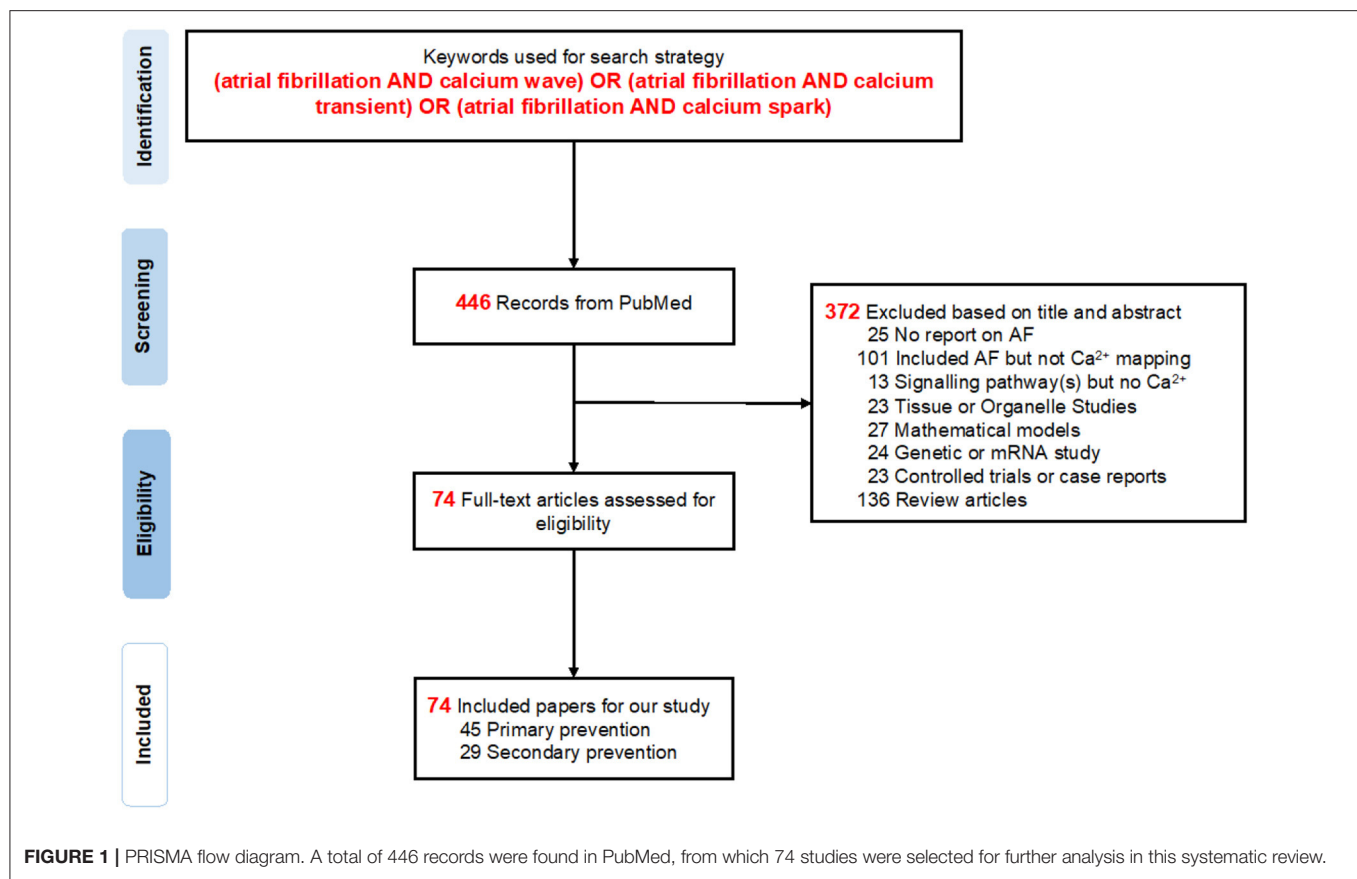 Identification
Keywords used for search strategy
(atrial fibrillation AND calcium wave) OR (atrial fibrillation AND calcium
transient) OR (atrial fibrillation AND calcium spark)
Screening
446 Records from PubMed
372 Excluded based on title and abstract
25 No report on AF
101 Included AF but not Ca²⁺ mapping
13 Signalling pathway(s) but no Ca²⁺
23 Tissue or Organelle Studies
27 Mathematical models
24 Genetic or mRNA study
23 Controlled trials or case reports
136 Review articles
Eligibility
74 Full-text articles assessed for
eligibility
Included
74 Included papers for our study
45 Primary prevention
29 Secondary prevention
FIGURE 1 | PRISMA flow diagram. A total of 446 records were found in PubMed, from which 74 studies were selected for further analysis in this systematic review.